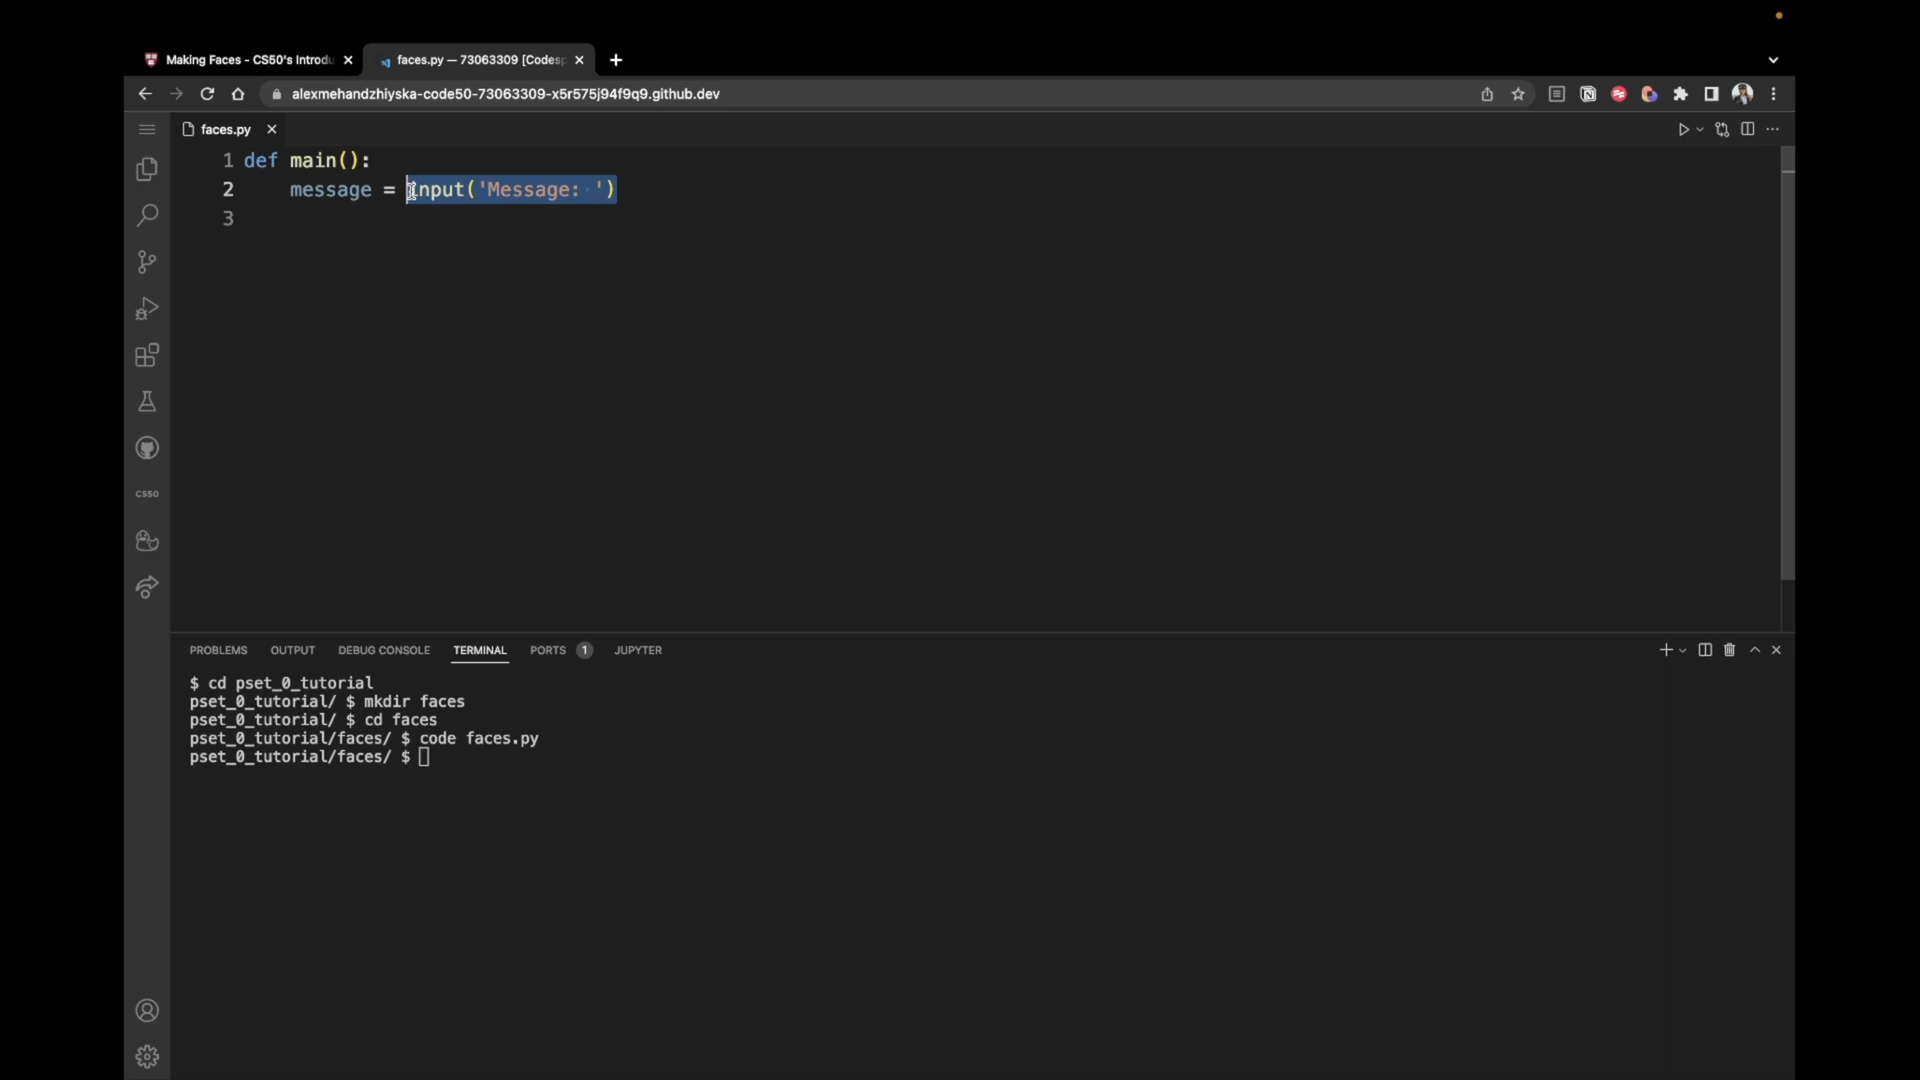 Making Faces - CS50's Introdu
faces.py — 73063309 [Codesp
alexmehandzhiyska-code50-73063309-x5r575j94f9q9.github.dev
faces.py
1 def main():
2 message = input('Message: ')
3
CS50
PROBLEMS OUTPUT DEBUG CONSOLE TERMINAL PORTS 1 JUPYTER
$ cd pset_0_tutorial
pset_0_tutorial/ $ mkdir faces
pset_0_tutorial/ $ cd faces
pset_0_tutorial/faces/ $ code faces.py
pset_0_tutorial/faces/ $